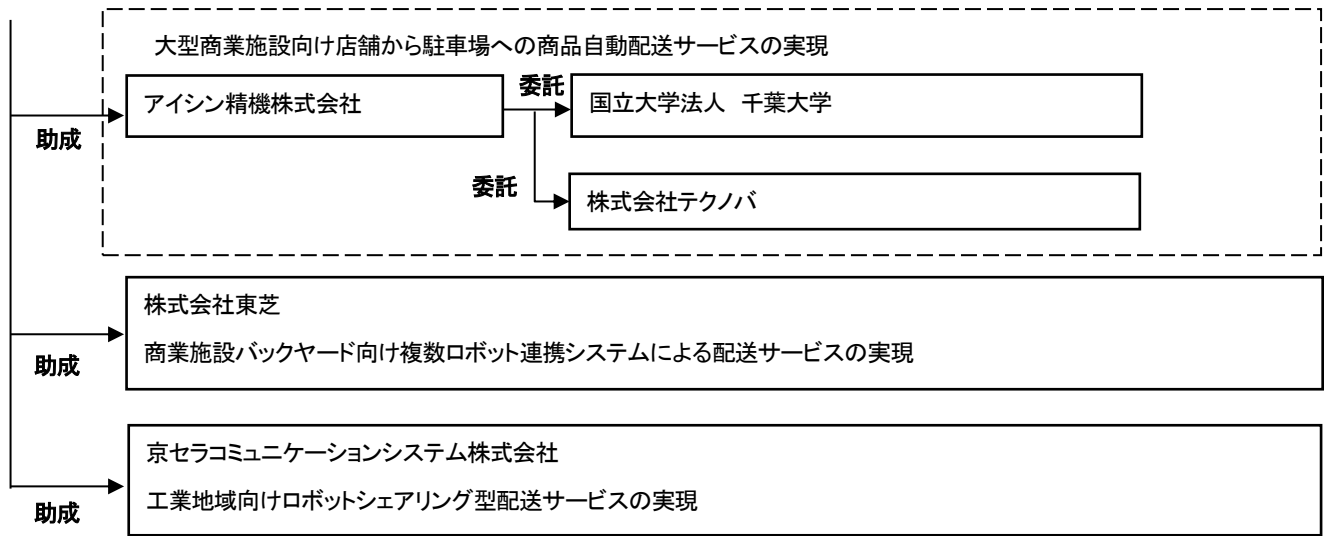 大型商業施設向け店舗から駐車場への商品自動配送サービスの実現
助成
アイシン精機株式会社
委託
国立大学法人 千葉大学
委託
株式会社テクノバ
助成
株式会社東芝
商業施設バックヤード向け複数ロボット連携システムによる配送サービスの実現
助成
京セラコミュニケーションシステム株式会社
工業地域向けロボットシェアリング型配送サービスの実現